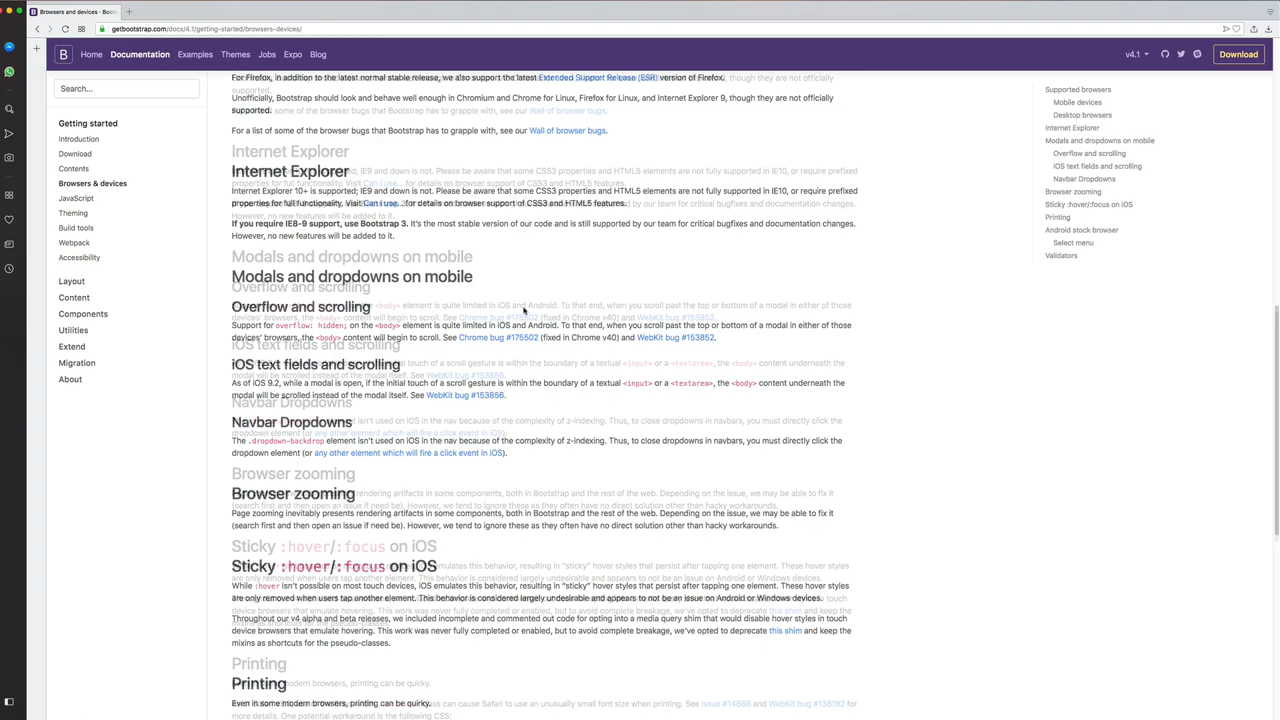 Browsers and devices · Boots
getbootstrap.com/docs/4.1/getting-started/browsers-devices/
B Home Documentation Examples Themes Jobs Expo Blog v4.1 Download
Search...
Getting started
Introduction
Download
Contents
Browsers & devices
JavaScript
Theming
Build tools
Webpack
Accessibility
Layout
Content
Components
Utilities
Extend
Migration
About
For Firefox, in addition to the latest normal stable release, we also support the latest Extended Support Release (ESR) version of Firefox.
Unofficially, Bootstrap should look and behave well enough in Chromium and Chrome for Linux, Firefox for Linux, and Internet Explorer 9, though they are not officially
supported.
For a list of some of the browser bugs that Bootstrap has to grapple with, see our Wall of browser bugs.
Internet Explorer
Internet Explorer 10+ is supported; IE9 and down is not. Please be aware that some CSS3 properties and HTML5 elements are not fully supported in IE10, or require prefixed
properties for full functionality. Visit Can I use... for details on browser support of CSS3 and HTML5 features.
If you require IE8-9 support, use Bootstrap 3. It's the most stable version of our code and is still supported by our team for critical bugfixes and documentation changes.
However, no new features will be added to it.
Modals and dropdowns on mobile
Overflow and scrolling
Support for overflow: hidden; on the <body> element is quite limited in iOS and Android. To that end, when you scroll past the top or bottom of a modal in either of those
devices' browsers, the <body> content will begin to scroll. See Chrome bug #175502 (fixed in Chrome v40) and WebKit bug #153852.
iOS text fields and scrolling
As of iOS 9.2, while a modal is open, if the initial touch of a scroll gesture is within the boundary of a textual <input> or a <textarea>, the <body> content underneath the
modal will be scrolled instead of the modal itself. See WebKit bug #153856.
Navbar Dropdowns
The .dropdown-backdrop element isn't used on iOS in the nav because of the complexity of z-indexing. Thus, to close dropdowns in navbars, you must directly click the
dropdown element (or any other element which will fire a click event in iOS).
Browser zooming
Page zooming inevitably presents rendering artifacts in some components, both in Bootstrap and the rest of the web. Depending on the issue, we may be able to fix it
(search first and then open an issue if need be). However, we tend to ignore these as they often have no direct solution other than hacky workarounds.
Sticky :hover/:focus on iOS
While :hover isn't possible on most touch devices, iOS emulates this behavior, resulting in "sticky" hover styles that persist after tapping one element. These hover styles
are only removed when users tap another element. This behavior is considered largely undesirable and appears to not be an issue on Android or Windows devices.
Throughout our v4 alpha and beta releases, we included incomplete and commented out code for opting into a media query shim that would disable hover styles in touch
device browsers that emulate hovering. This work was never fully completed or enabled, but to avoid complete breakage, we've opted to deprecate this shim and keep the
mixins as shortcuts for the pseudo-classes.
Printing
Even in some modern browsers, printing can be quirky.
can cause Safari to use an unusually small font size when printing. See issue #14868 and WebKit bug #138192 for
more details. One potential workaround is the following CSS:
Supported browsers
Mobile devices
Desktop browsers
Internet Explorer
Modals and dropdowns on mobile
Overflow and scrolling
iOS text fields and scrolling
Navbar Dropdowns
Browser zooming
Sticky :hover/:focus on iOS
Printing
Android stock browser
Select menu
Validators